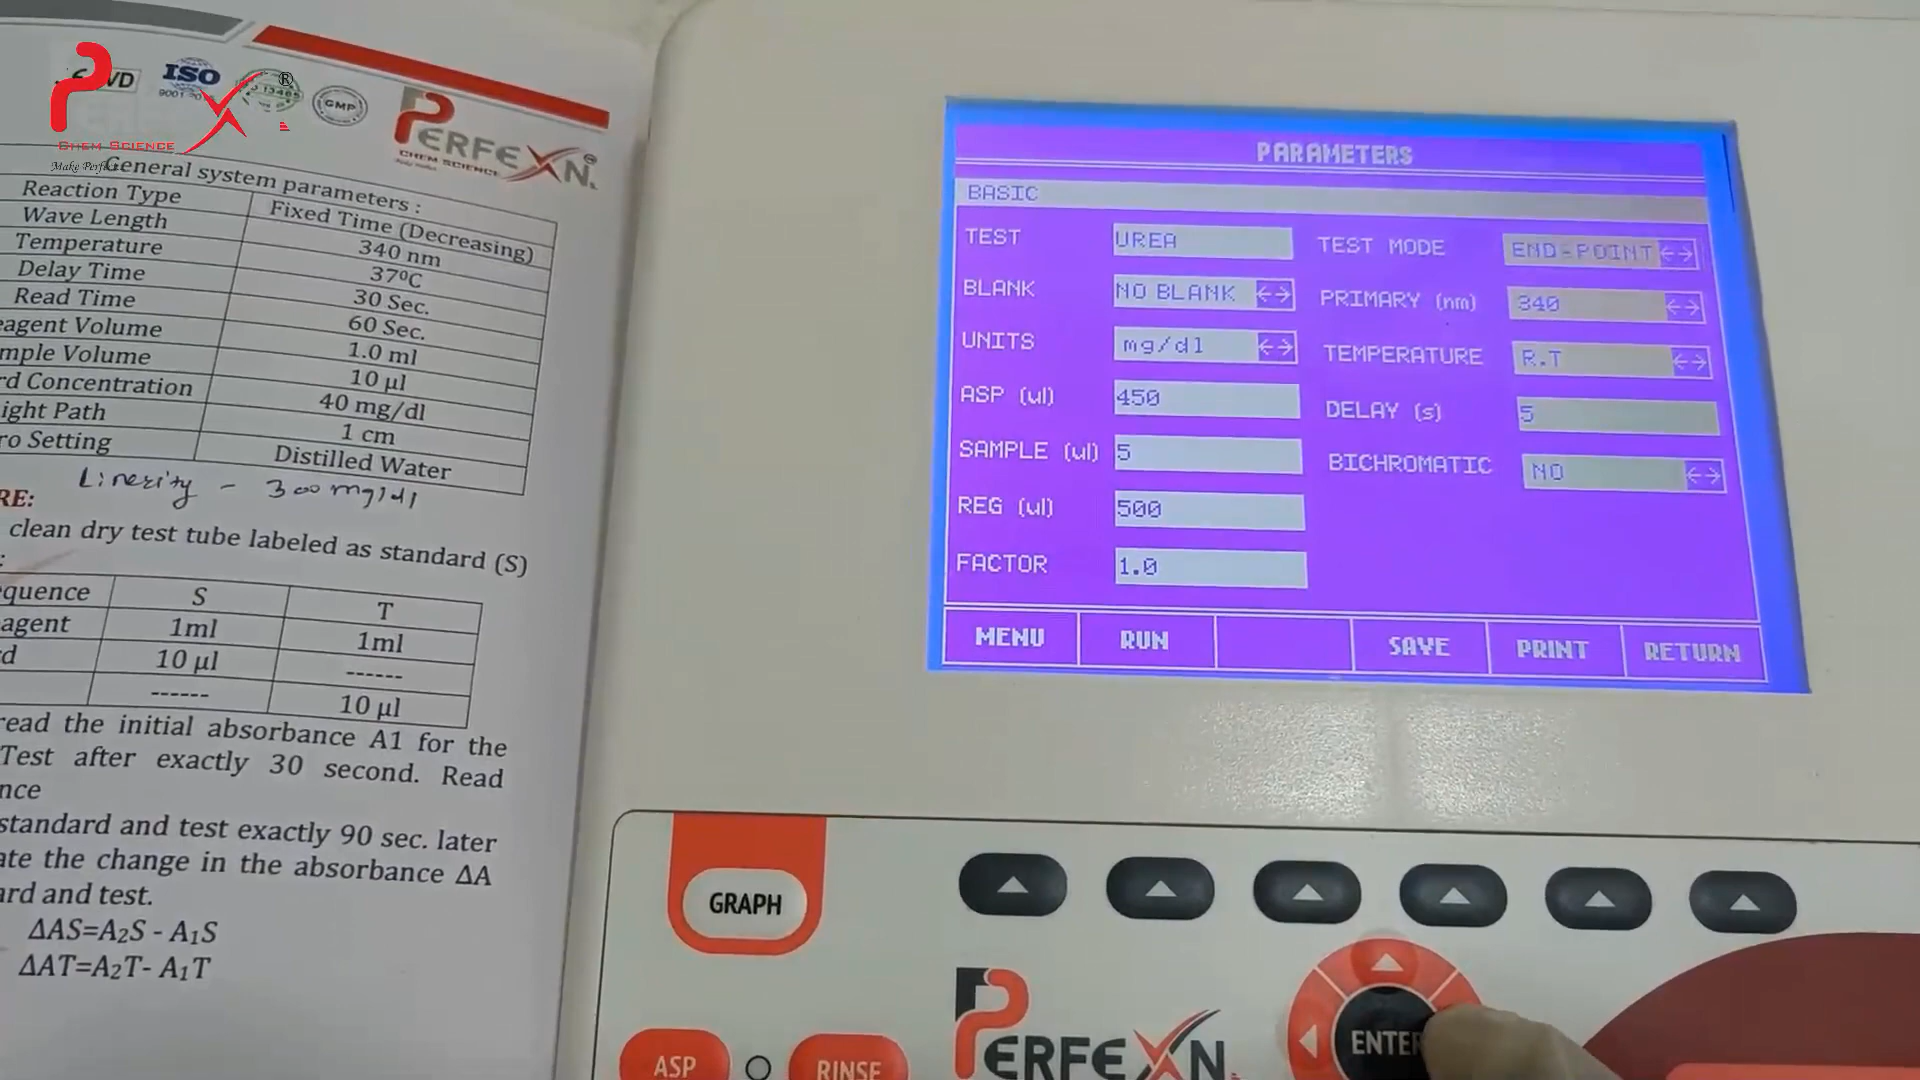 VD
ISO
9001
GMP
PERFEXN®
CHEM SCIENCE
CHEM SCIENCE
Make Perfect
®
General system parameters :
Reaction Type Fixed Time (Decreasing)
Wave Length 340 nm
Temperature 37⁰C
Delay Time 30 Sec.
Read Time 60 Sec.
eagent Volume 1.0 ml
mple Volume 10 µl
rd Concentration 40 mg/dl
ight Path 1 cm
ro Setting Distilled Water
Linerity - 300 mg/dl
RE:
clean dry test tube labeled as standard (S)
:
quence S T
agent 1ml 1ml
d 10 µl ------
------ 10 µl
read the initial absorbance A1 for the
Test after exactly 30 second. Read
nce
standard and test exactly 90 sec. later
ate the change in the absorbance ΔA
ard and test.
ΔAS=A₂S - A₁S
ΔAT=A₂T- A₁T
PARAMETERS
BASIC
TEST UREA TEST MODE END-POINT
BLANK NO BLANK PRIMARY (nm) 340
UNITS mg/dl TEMPERATURE R.T
ASP (ul) 450 DELAY (s) 5
SAMPLE (ul) 5 BICHROMATIC NO
REG (ul) 500
FACTOR 1.0
MENU RUN SAVE PRINT RETURN
GRAPH
PERFEXN.
ENTER
ASP RINSE